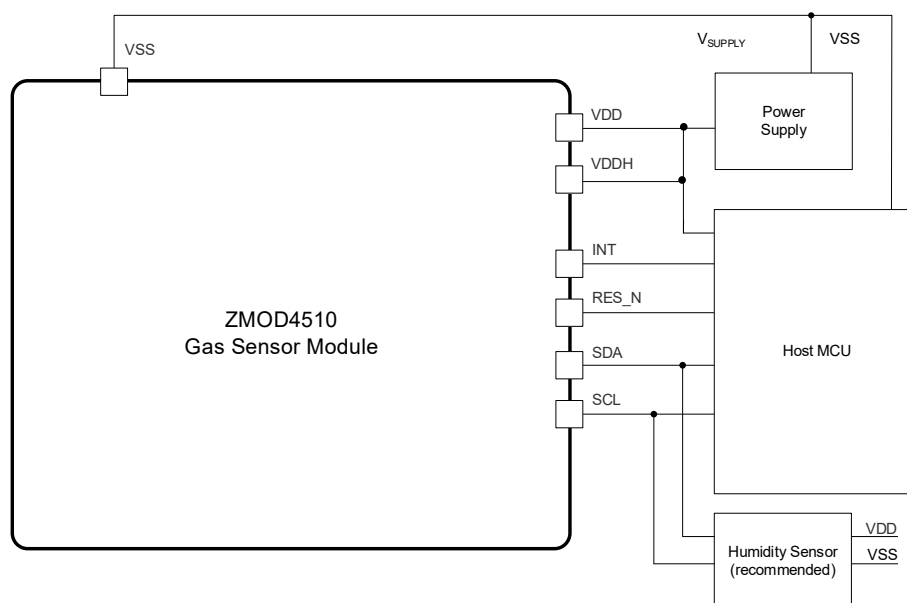 VSS
VSUPPLY
VSS
VDD
Power
Supply
VDDH
INT
RES_N
ZMOD4510
Gas Sensor Module
SDA
Host MCU
SCL
Humidity Sensor
(recommended)
VDD
VSS